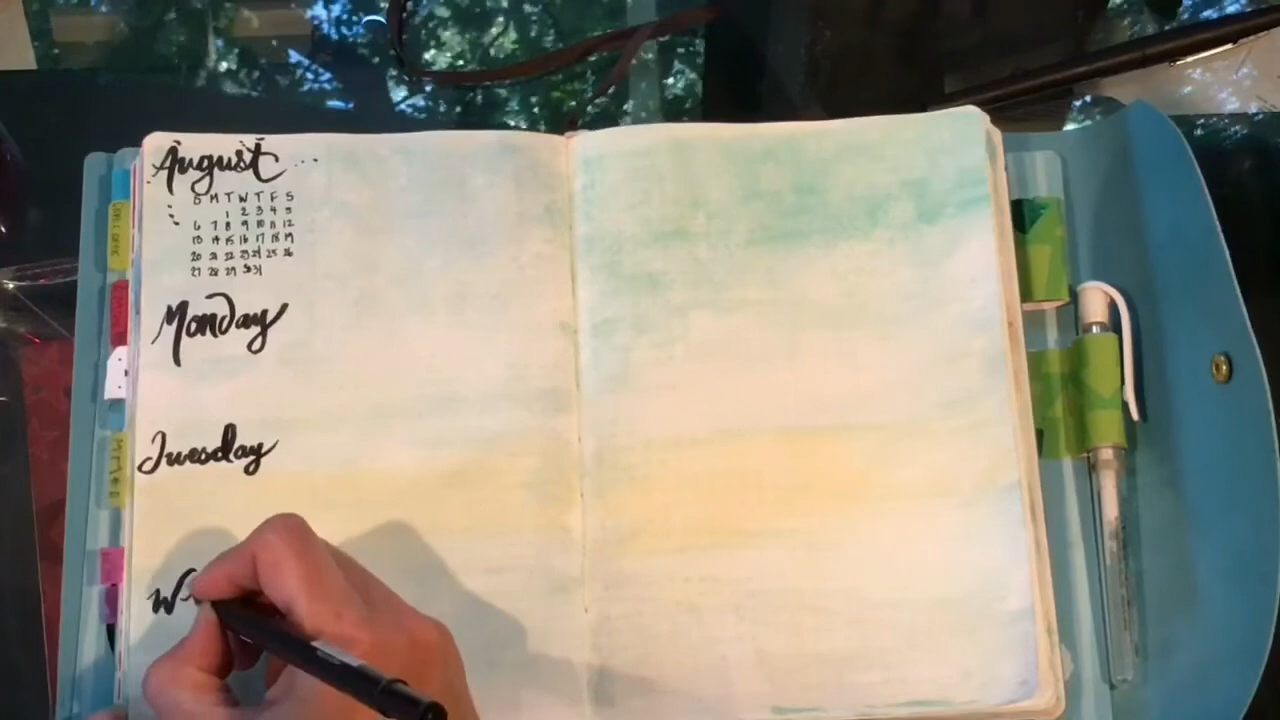 August...
S M T W T F S
1 2 3 4 5
6 7 8 9 10 11 12
13 14 15 16 17 18 19
20 21 22 23 24 25 26
27 28 29 30 31
Monday
Tuesday
W